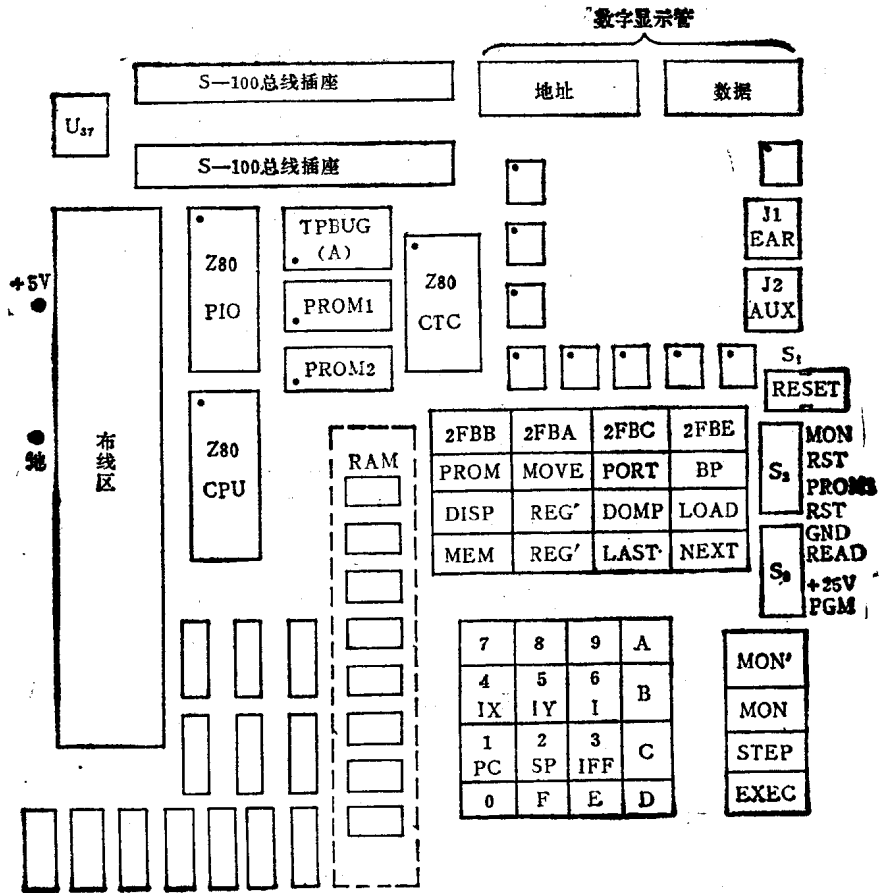 数字显示管
S—100总线插座
地址
数据
U₃₇
S—100总线插座
J1
EAR
TPBUG
(A)
Z80
PIO
Z80
CTC
+5V
PROM1
J2
AUX
PROM2
S₁
RESET
布线区
地
Z80
CPU
RAM
2FBB 2FBA 2FBC 2FBE
PROM MOVE PORT BP
DISP REG″ DOMP LOAD
MEM REG′ LAST NEXT
MON
RST
PROM3
RST
GND
READ
+25V
PGM
7 8 9 A
4 5 6 B
IX IY I
1 2 3 C
PC SP IFF
0 F E D
MON′
MON
STEP
EXEC